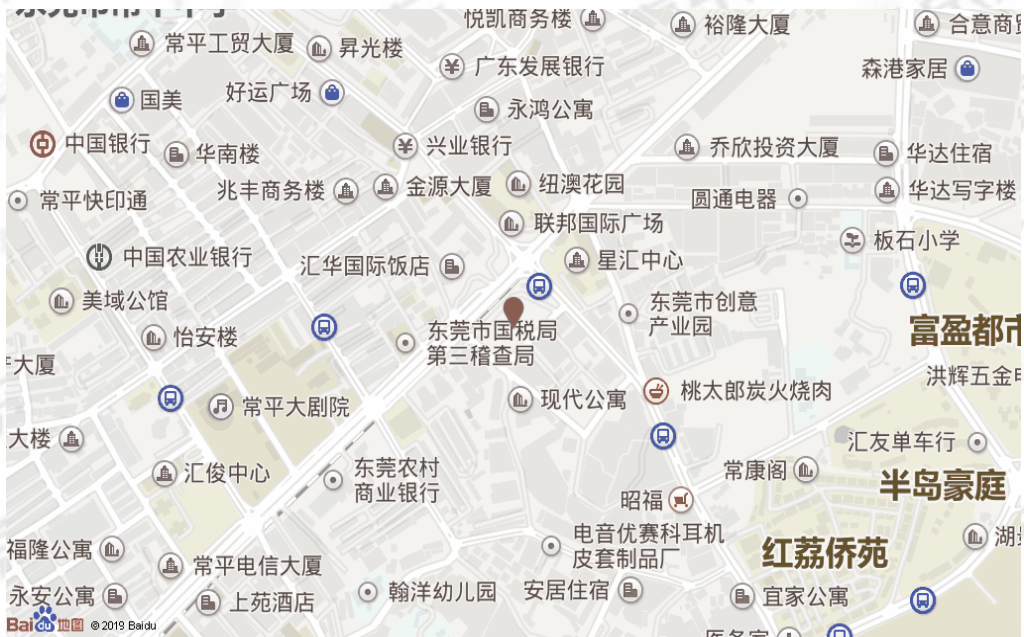 悦凯商务楼
裕隆大厦
合意商贸
常平工贸大厦
昇光楼
广东发展银行
森港家居
好运广场
国美
永鸿公寓
中国银行
华南楼
兴业银行
乔欣投资大厦
华达住宿
兆丰商务楼
金源大厦
纽澳花园
圆通电器
华达写字楼
常平快印通
联邦国际广场
板石小学
中国农业银行
汇华国际饭店
星汇中心
美域公馆
东莞市创意
产业园
怡安楼
东莞市国税局
第三稽查局
富盈都市
大厦
洪辉五金
现代公寓
桃太郎炭火烧肉
常平大剧院
大楼
汇友单车行
汇俊中心
东莞农村
商业银行
常康阁
半岛豪庭
昭福
电音优赛科耳机
皮套制品厂
湖景
福隆公寓
常平电信大厦
红荔侨苑
永安公寓
上苑酒店
翰洋幼儿园
安居住宿
宜家公寓
Bai du 地图 © 2019 Baidu